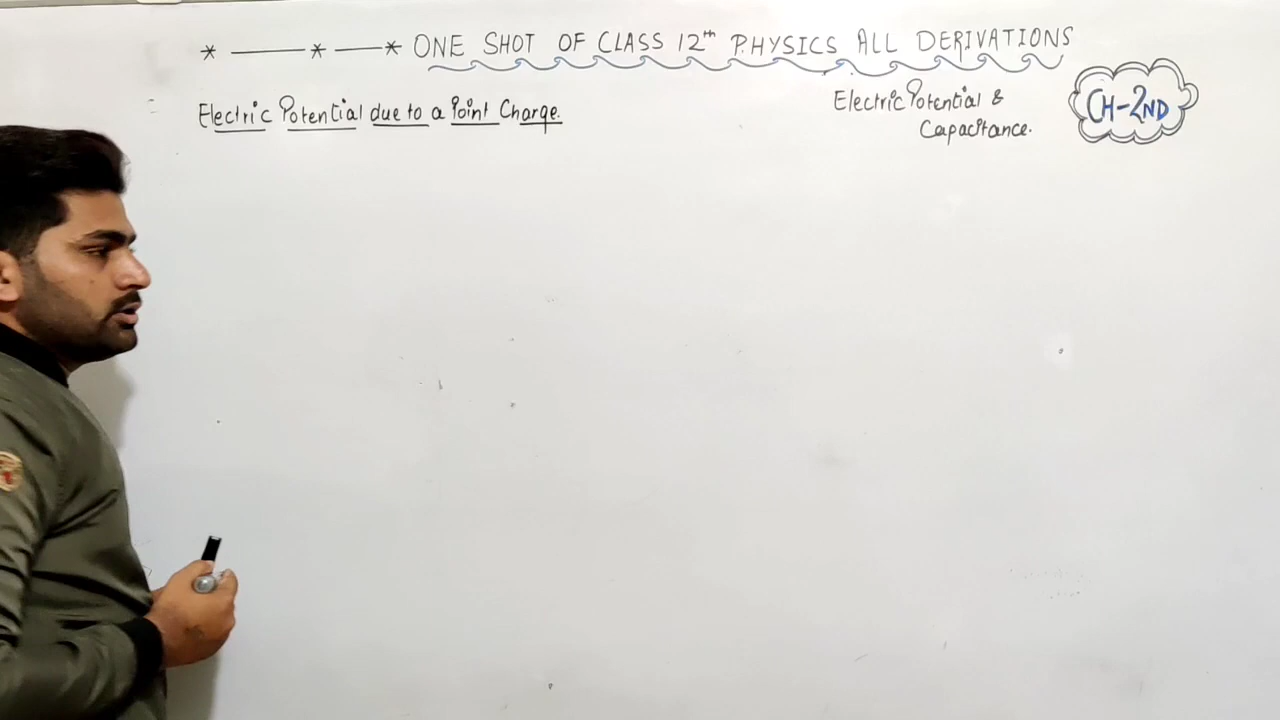 * —— * — * ONE SHOT OF CLASS 12th PHYSICS ALL DERIVATIONS
Electric Potential due to a Point Charge.
Electric Potential &
Capacitance.
CH-2ND